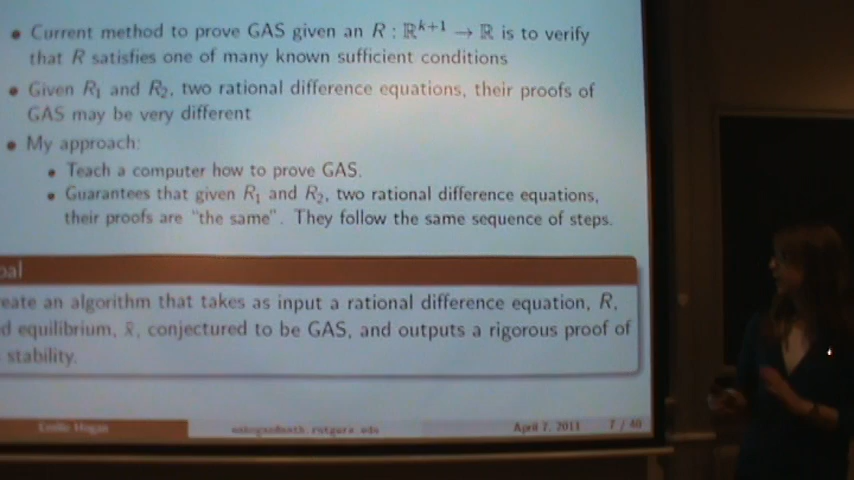 • Current method to prove GAS given an R : ℝᵏ⁺¹ → ℝ is to verify
that R satisfies one of many known sufficient conditions
• Given R₁ and R₂, two rational difference equations, their proofs of
GAS may be very different
• My approach:
• Teach a computer how to prove GAS.
• Guarantees that given R₁ and R₂, two rational difference equations,
their proofs are "the same". They follow the same sequence of steps.
oal
eate an algorithm that takes as input a rational difference equation, R,
d equilibrium, x̄, conjectured to be GAS, and outputs a rigorous proof of
stability.
Emilie Hogan April 7, 2011 7 / 40